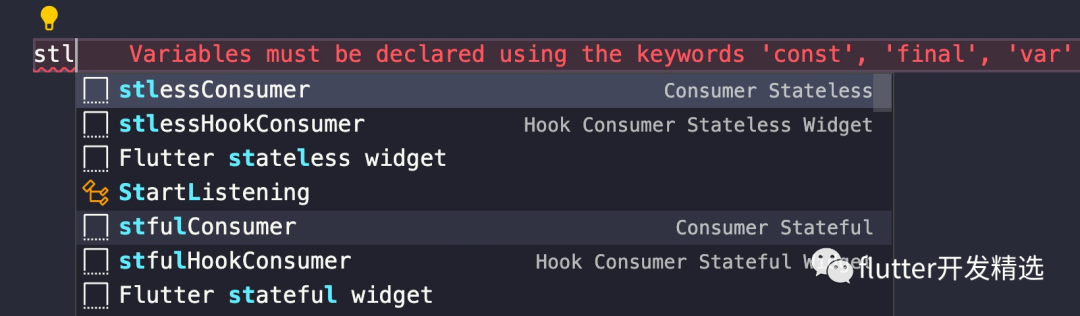 stl Variables must be declared using the keywords 'const', 'final', 'var'
stlessConsumer Consumer Stateless
stlessHookConsumer Hook Consumer Stateless Widget
Flutter stateless widget
StartListening
stfulConsumer Consumer Stateful
stfulHookConsumer Hook Consumer Stateful Widget
flutter开发精选
Flutter stateful widget